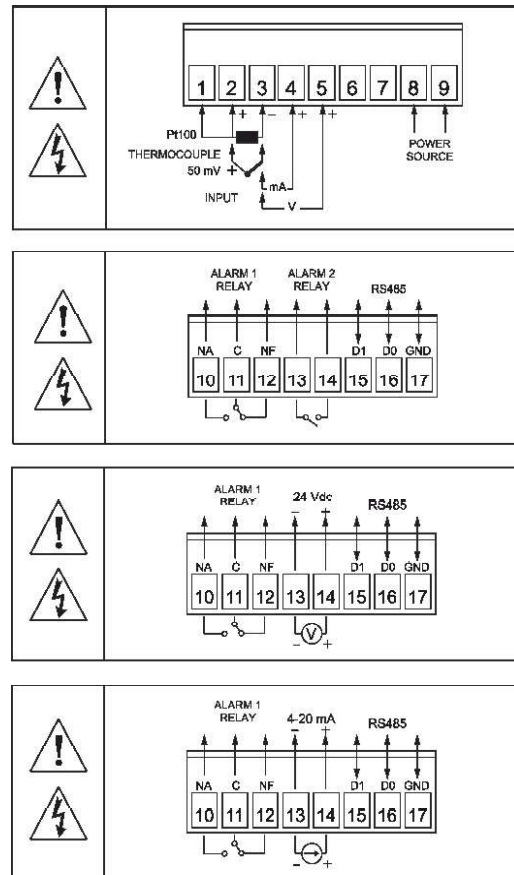 1 2 3 4 5 6 7 8 9
+ − + +
Pt100
THERMOCOUPLE
50 mV +
INPUT
mA
V
POWER
SOURCE
ALARM 1
RELAY
ALARM 2
RELAY
RS485
NA C NF D1 D0 GND
10 11 12 13 14 15 16 17
ALARM 1
RELAY
24 Vdc
− +
RS485
NA C NF D1 D0 GND
10 11 12 13 14 15 16 17
− V +
ALARM 1
RELAY
4-20 mA
− +
RS485
NA C NF D1 D0 GND
10 11 12 13 14 15 16 17
− +